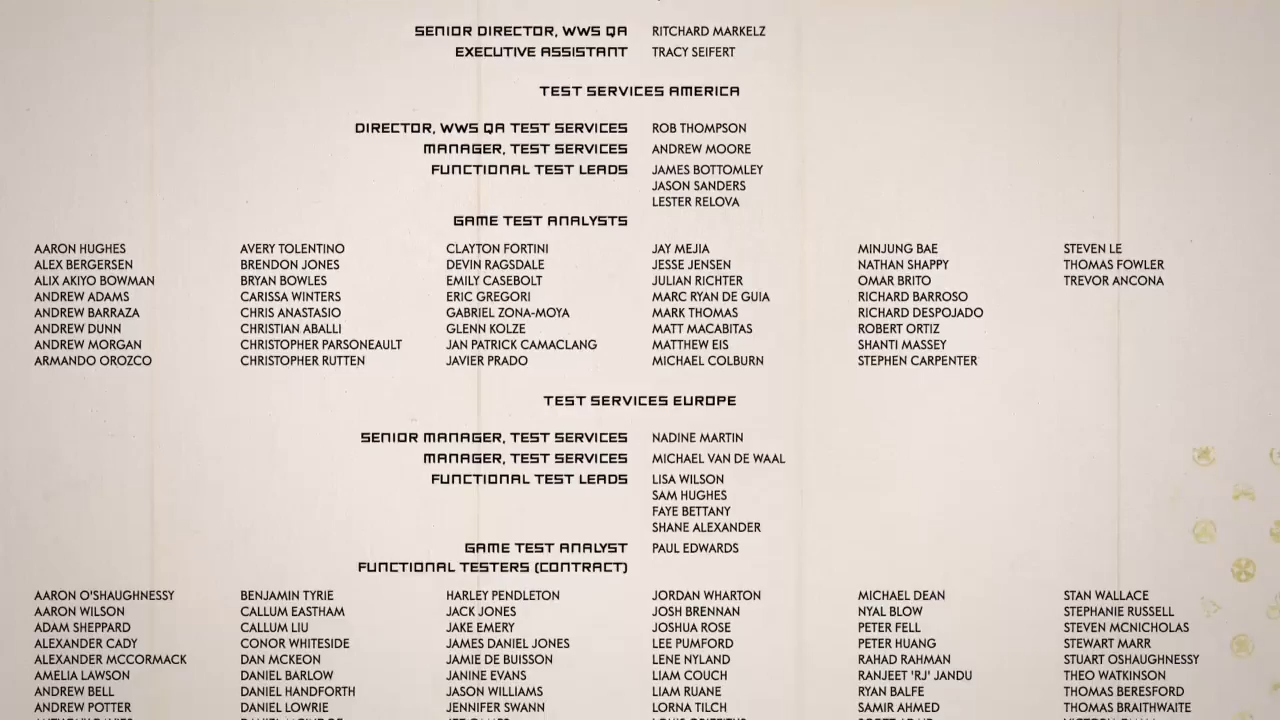 SENIOR DIRECTOR, WWS QA RITCHARD MARKELZ
EXECUTIVE ASSISTANT TRACY SEIFERT
TEST SERVICES AMERICA
DIRECTOR, WWS QA TEST SERVICES ROB THOMPSON
MANAGER, TEST SERVICES ANDREW MOORE
FUNCTIONAL TEST LEADS JAMES BOTTOMLEY
JASON SANDERS
LESTER RELOVA
GAME TEST ANALYSTS
AARON HUGHES AVERY TOLENTINO CLAYTON FORTINI JAY MEJIA MINJUNG BAE STEVEN LE
ALEX BERGERSEN BRENDON JONES DEVIN RAGSDALE JESSE JENSEN NATHAN SHAPPY THOMAS FOWLER
ALIX AKIYO BOWMAN BRYAN BOWLES EMILY CASEBOLT JULIAN RICHTER OMAR BRITO TREVOR ANCONA
ANDREW ADAMS CARISSA WINTERS ERIC GREGORI MARC RYAN DE GUIA RICHARD BARROSO
ANDREW BARRAZA CHRIS ANASTASIO GABRIEL ZONA-MOYA MARK THOMAS RICHARD DESPOJADO
ANDREW DUNN CHRISTIAN ABALLI GLENN KOLZE MATT MACABITAS ROBERT ORTIZ
ANDREW MORGAN CHRISTOPHER PARSONEAULT JAN PATRICK CAMACLANG MATTHEW EIS SHANTI MASSEY
ARMANDO OROZCO CHRISTOPHER RUTTEN JAVIER PRADO MICHAEL COLBURN STEPHEN CARPENTER
TEST SERVICES EUROPE
SENIOR MANAGER, TEST SERVICES NADINE MARTIN
MANAGER, TEST SERVICES MICHAEL VAN DE WAAL
FUNCTIONAL TEST LEADS LISA WILSON
SAM HUGHES
FAYE BETTANY
SHANE ALEXANDER
GAME TEST ANALYST PAUL EDWARDS
FUNCTIONAL TESTERS (CONTRACT)
AARON O'SHAUGHNESSY BENJAMIN TYRIE HARLEY PENDLETON JORDAN WHARTON MICHAEL DEAN STAN WALLACE
AARON WILSON CALLUM EASTHAM JACK JONES JOSH BRENNAN NYAL BLOW STEPHANIE RUSSELL
ADAM SHEPPARD CALLUM LIU JAKE EMERY JOSHUA ROSE PETER FELL STEVEN MCNICHOLAS
ALEXANDER CADY CONOR WHITESIDE JAMES DANIEL JONES LEE PUMFORD PETER HUANG STEWART MARR
ALEXANDER MCCORMACK DAN MCKEON JAMIE DE BUISSON LENE NYLAND RAHAD RAHMAN STUART OSHAUGHNESSY
AMELIA LAWSON DANIEL BARLOW JANINE EVANS LIAM COUCH RANJEET 'RJ' JANDU THEO WATKINSON
ANDREW BELL DANIEL HANDFORTH JASON WILLIAMS LIAM RUANE RYAN BALFE THOMAS BERESFORD
ANDREW POTTER DANIEL LOWRIE JENNIFER SWANN LORNA TILCH SAMIR AHMED THOMAS BRAITHWAITE